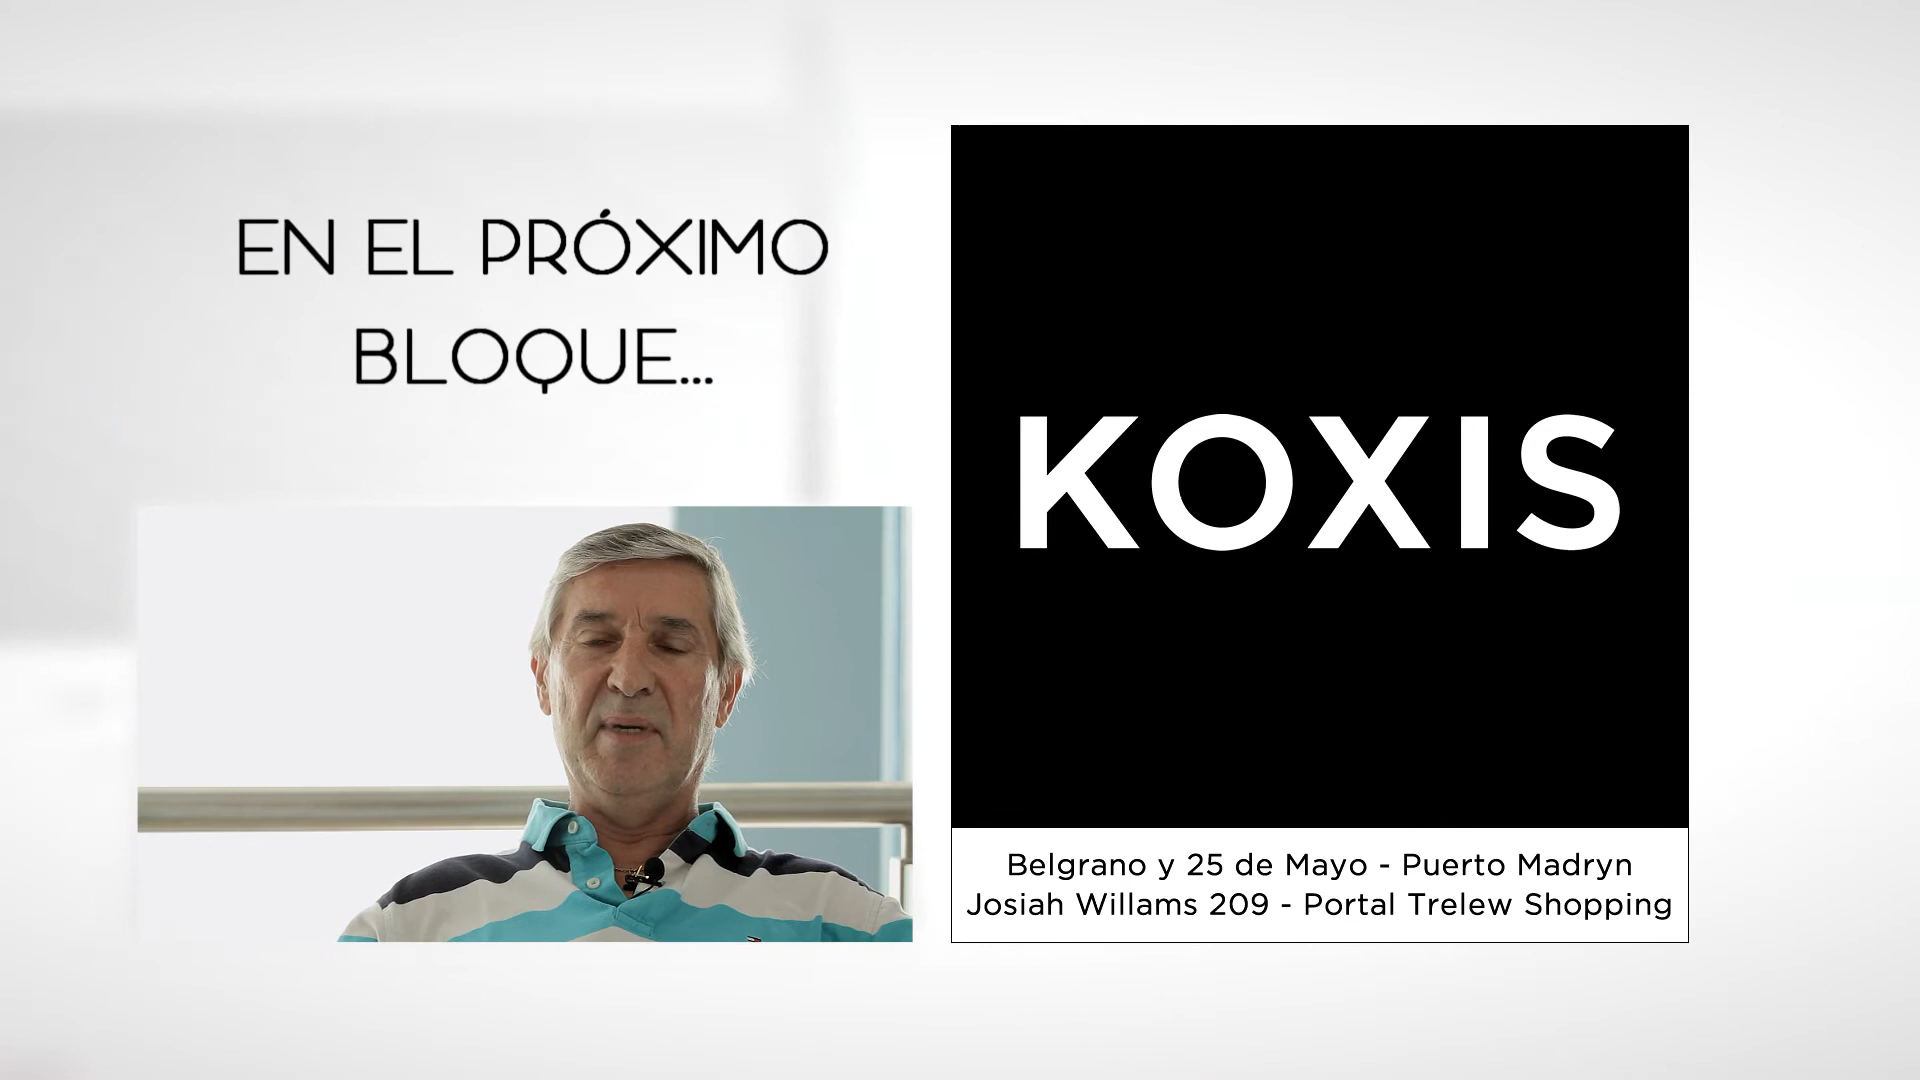 EN EL PRÓXIMO
BLOQUE...
KOXIS
Belgrano y 25 de Mayo - Puerto Madryn
Josiah Willams 209 - Portal Trelew Shopping